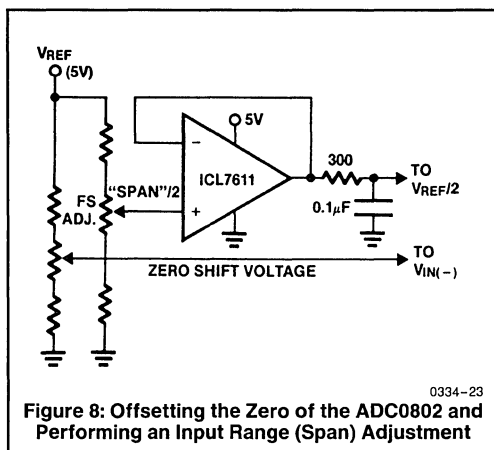 VREF
(5V)
5V
−
ICL7611
+
"SPAN"/2
FS
ADJ.
300
0.1µF
TO
VREF/2
ZERO SHIFT VOLTAGE
TO
VIN(−)
0334–23
Figure 8: Offsetting the Zero of the ADC0802 and
Performing an Input Range (Span) Adjustment